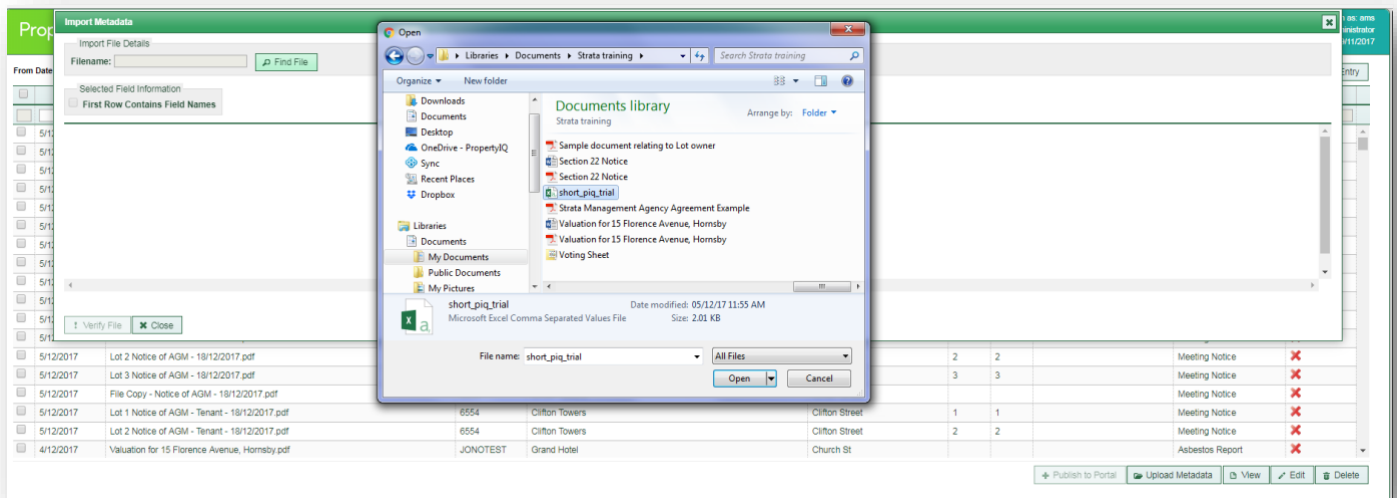 Prop
Import Metadata
as: ams
ministrator
/11/2017
Import File Details
Filename:
Find File
From Date
Entry
Selected Field Information
First Row Contains Field Names
Verify File
Close
Open
Libraries
Documents
Strata training
Search Strata training
Organize
New folder
Downloads
Documents
Desktop
OneDrive - PropertyIQ
Sync
Recent Places
Dropbox
Libraries
Documents
My Documents
Public Documents
My Pictures
Documents library
Strata training
Arrange by: Folder
Sample document relating to Lot owner
Section 22 Notice
Section 22 Notice
short_piq_trial
Strata Management Agency Agreement Example
Valuation for 15 Florence Avenue, Hornsby
Valuation for 15 Florence Avenue, Hornsby
Voting Sheet
short_piq_trial
Date modified: 05/12/17 11:55 AM
Microsoft Excel Comma Separated Values File
Size: 2.01 KB
File name: short_piq_trial
All Files
Open
Cancel
5/12/2017 Lot 2 Notice of AGM - 18/12/2017.pdf 2 2 Meeting Notice
5/12/2017 Lot 3 Notice of AGM - 18/12/2017.pdf 3 3 Meeting Notice
5/12/2017 File Copy - Notice of AGM - 18/12/2017.pdf Meeting Notice
5/12/2017 Lot 1 Notice of AGM - Tenant - 18/12/2017.pdf 6554 Clifton Towers Clifton Street 1 1 Meeting Notice
5/12/2017 Lot 2 Notice of AGM - Tenant - 18/12/2017.pdf 6554 Clifton Towers Clifton Street 2 2 Meeting Notice
4/12/2017 Valuation for 15 Florence Avenue, Hornsby.pdf JONOTEST Grand Hotel Church St Asbestos Report
Publish to Portal
Upload Metadata
View
Edit
Delete